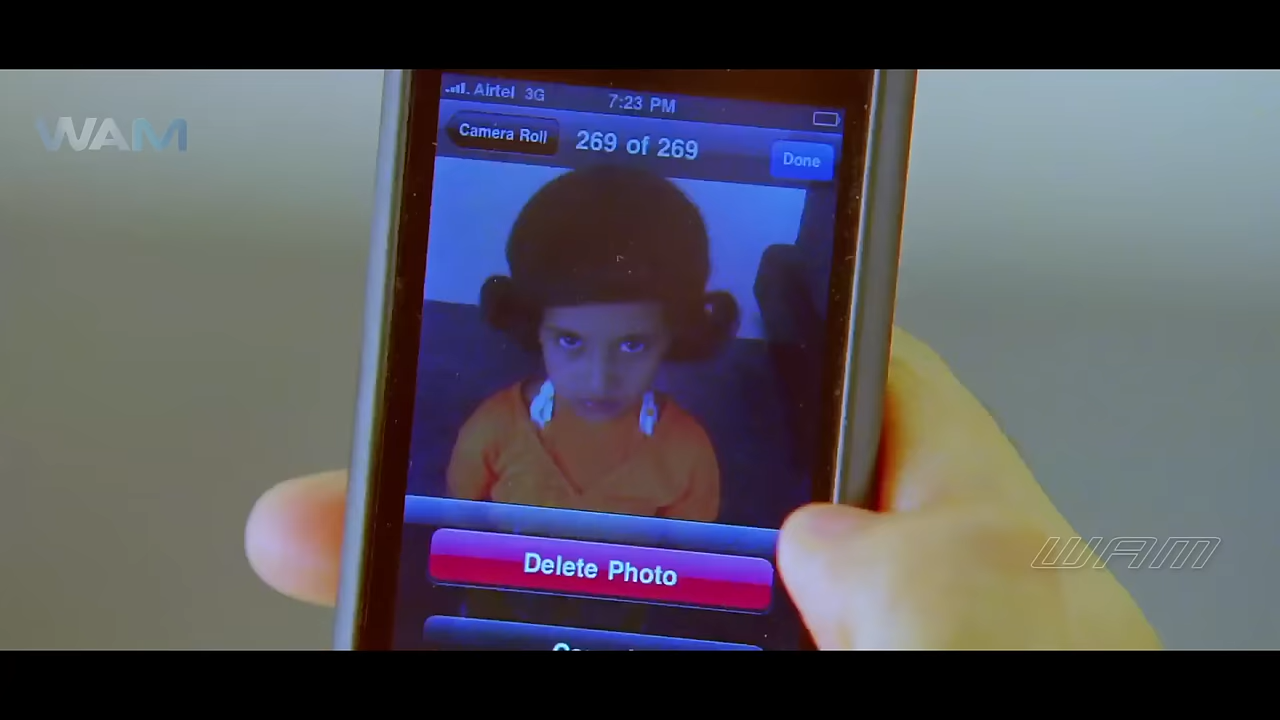 WAM
Airtel 3G 7:23 PM
Camera Roll 269 of 269 Done
WAM
Delete Photo